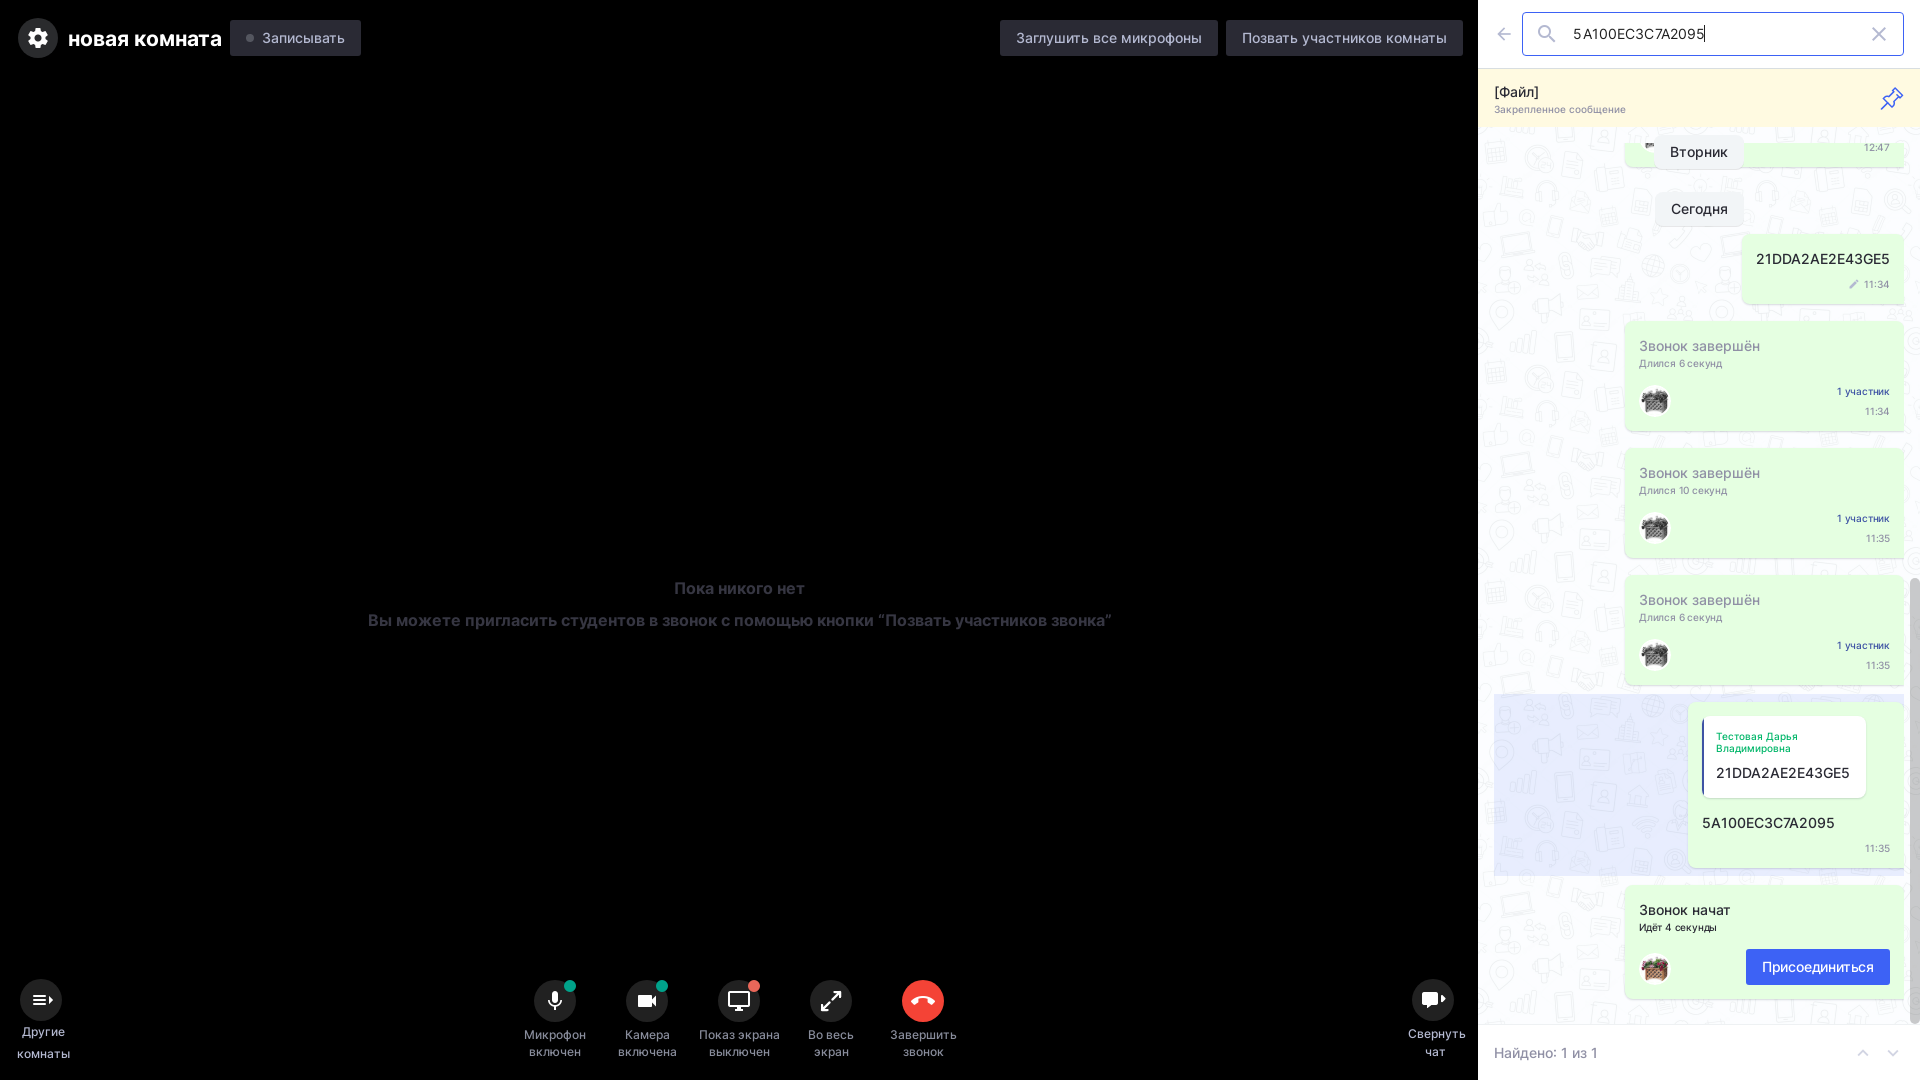 новая комната
Записывать
Заглушить все микрофоны
Позвать участников комнаты
5A100EC3C7A2095
[Файл]
Закрепленное сообщение
12:47
Вторник
Сегодня
21DDA2AE2E43GE5
11:34
Звонок завершён
Длился 6 секунд
1 участник
11:34
Звонок завершён
Длился 10 секунд
1 участник
11:35
Звонок завершён
Длился 6 секунд
1 участник
11:35
Пока никого нет
Вы можете пригласить студентов в звонок с помощью кнопки “Позвать участников звонка”
Тестовая Дарья
Владимировна
21DDA2AE2E43GE5
5A100EC3C7A2095
11:35
Звонок начат
Идёт 4 секунды
Присоединиться
Другие
комнаты
Микрофон
включен
Камера
включена
Показ экрана
выключен
Во весь
экран
Завершить
звонок
Свернуть
чат
Найдено: 1 из 1